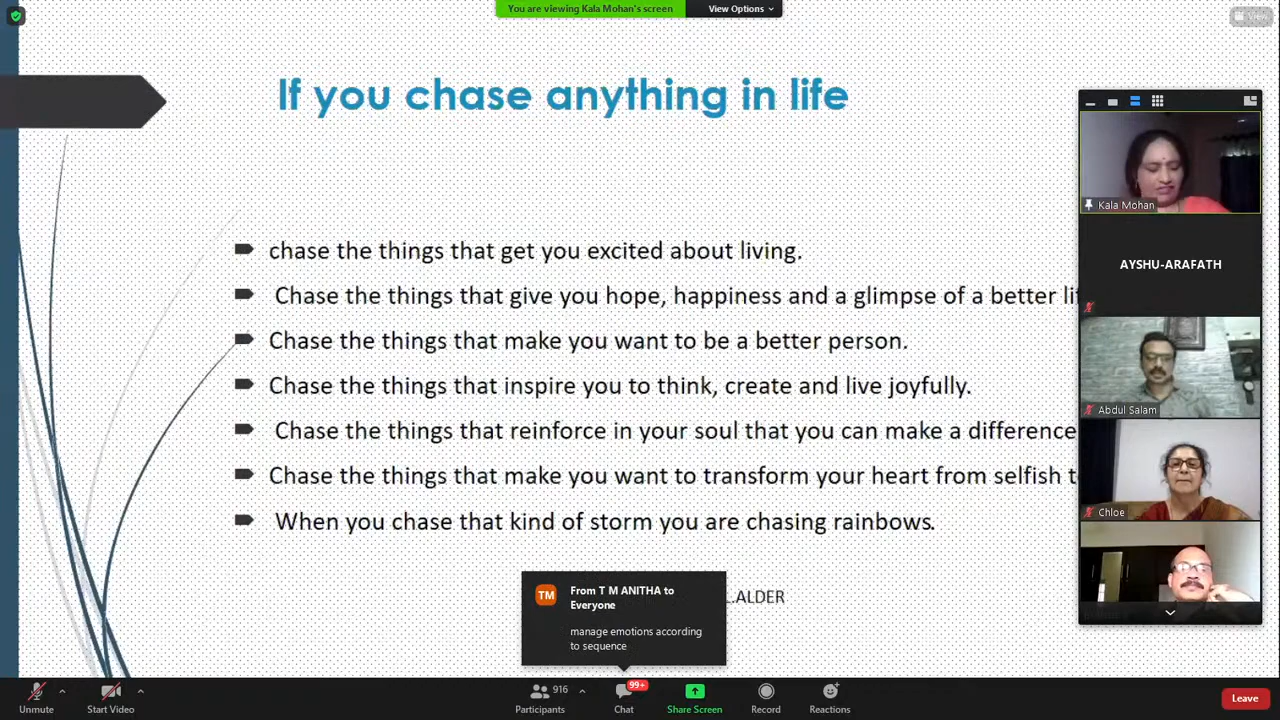 You are viewing Kala Mohan's screen
View Options
View
If you chase anything in life
chase the things that get you excited about living.
Chase the things that give you hope, happiness and a glimpse of a better
Chase the things that make you want to be a better person.
Chase the things that inspire you to think, create and live joyfully.
Chase the things that reinforce in your soul that you can make a difference
Chase the things that make you want to transform your heart from selfish
When you chase that kind of storm you are chasing rainbows.
L.ALDER
Kala Mohan
AYSHU-ARAFATH
Abdul Salam
Chloe
TM
From T M ANITHA to
Everyone
manage emotions according
to sequence
Unmute
Start Video
916
Participants
99+
Chat
Share Screen
Record
Reactions
Leave